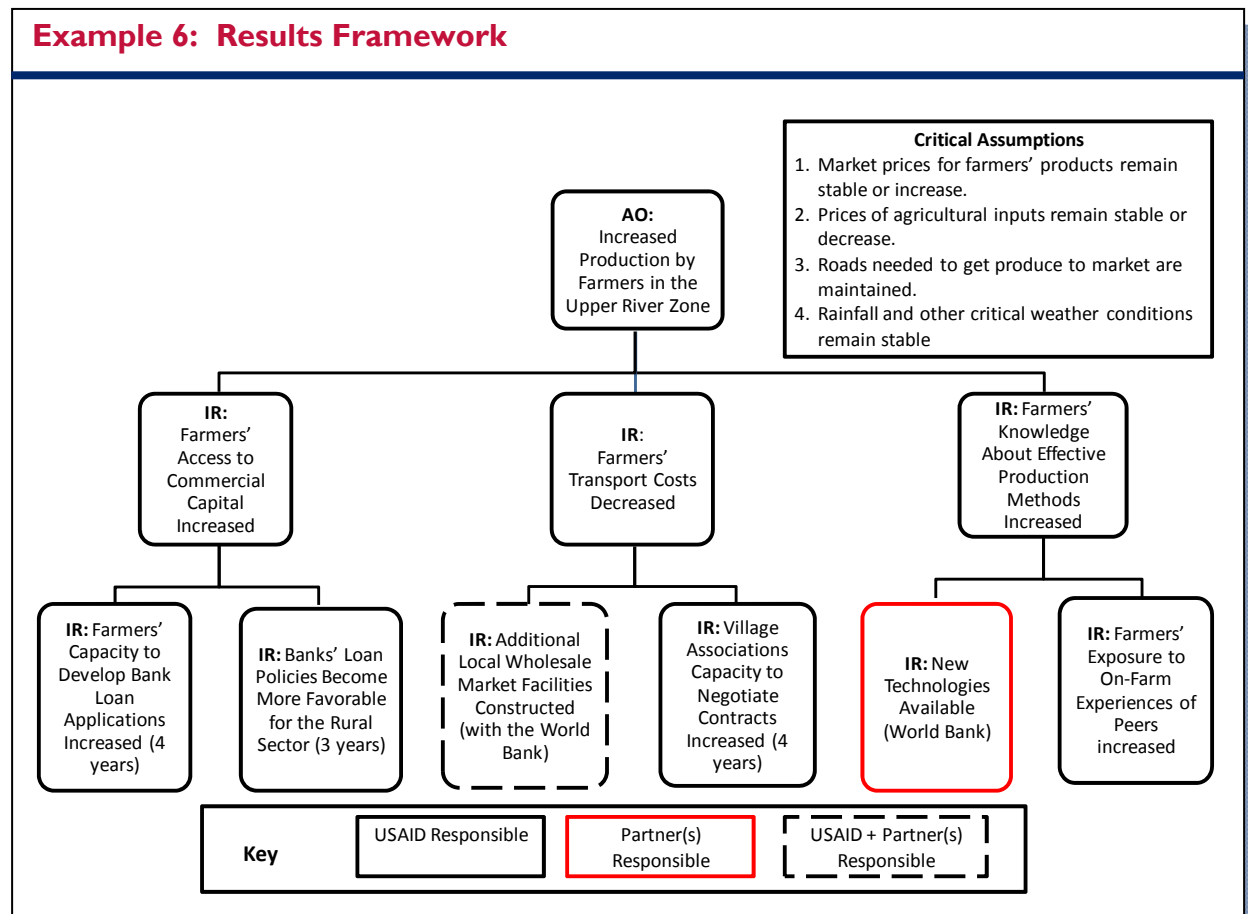 Example 6: Results Framework
Critical Assumptions
1. Market prices for farmers’ products remain
stable or increase.
2. Prices of agricultural inputs remain stable or
decrease.
3. Roads needed to get produce to market are
maintained.
4. Rainfall and other critical weather conditions
remain stable
AO:
Increased
Production by
Farmers in the
Upper River Zone
IR:
Farmers’
Access to
Commercial
Capital
Increased
IR:
Farmers’
Transport Costs
Decreased
IR: Farmers’
Knowledge
About Effective
Production
Methods
Increased
IR: Farmers’
Capacity to
Develop Bank
Loan
Applications
Increased (4
years)
IR: Banks’ Loan
Policies Become
More Favorable
for the Rural
Sector (3 years)
IR: Additional
Local Wholesale
Market Facilities
Constructed
(with the World
Bank)
IR: Village
Associations
Capacity to
Negotiate
Contracts
Increased (4
years)
IR: New
Technologies
Available
(World Bank)
IR: Farmers’
Exposure to
On-Farm
Experiences of
Peers
increased
Key
USAID Responsible
Partner(s)
Responsible
USAID + Partner(s)
Responsible